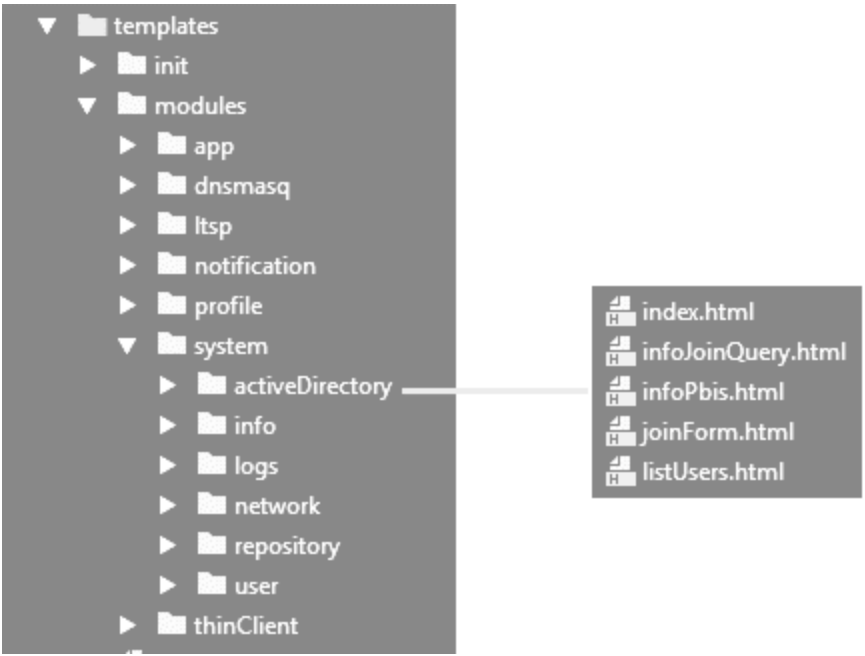 templates
init
modules
app
dnsmasq
ltsp
notification
profile
system
activeDirectory
info
logs
network
repository
user
thinClient
index.html
infoJoinQuery.html
infoPbis.html
joinForm.html
listUsers.html